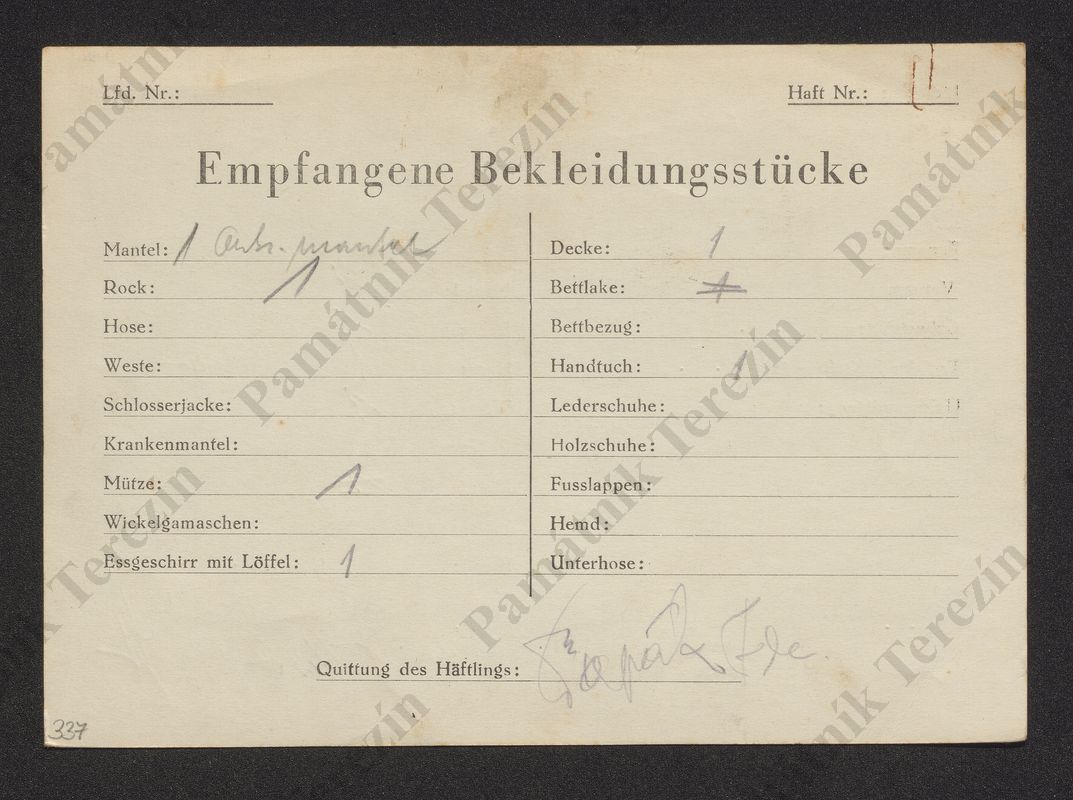 Lfd. Nr.:
Haft Nr.:
Empfangene Bekleidungsstücke
Mantel: 1 mantel
Rock: 1
Hose:
Weste:
Schlosserjacke:
Krankenmantel:
Mütze: 1
Wickelgamaschen:
Essgeschirr mit Löffel: 1
Decke: 1
Bettlake: 1
Bettbezug:
Handtuch: 1
Lederschuhe:
Holzschuhe:
Fusslappen:
Hemd:
Unterhose:
Quittung des Häftlings:
337
Památník Terezín